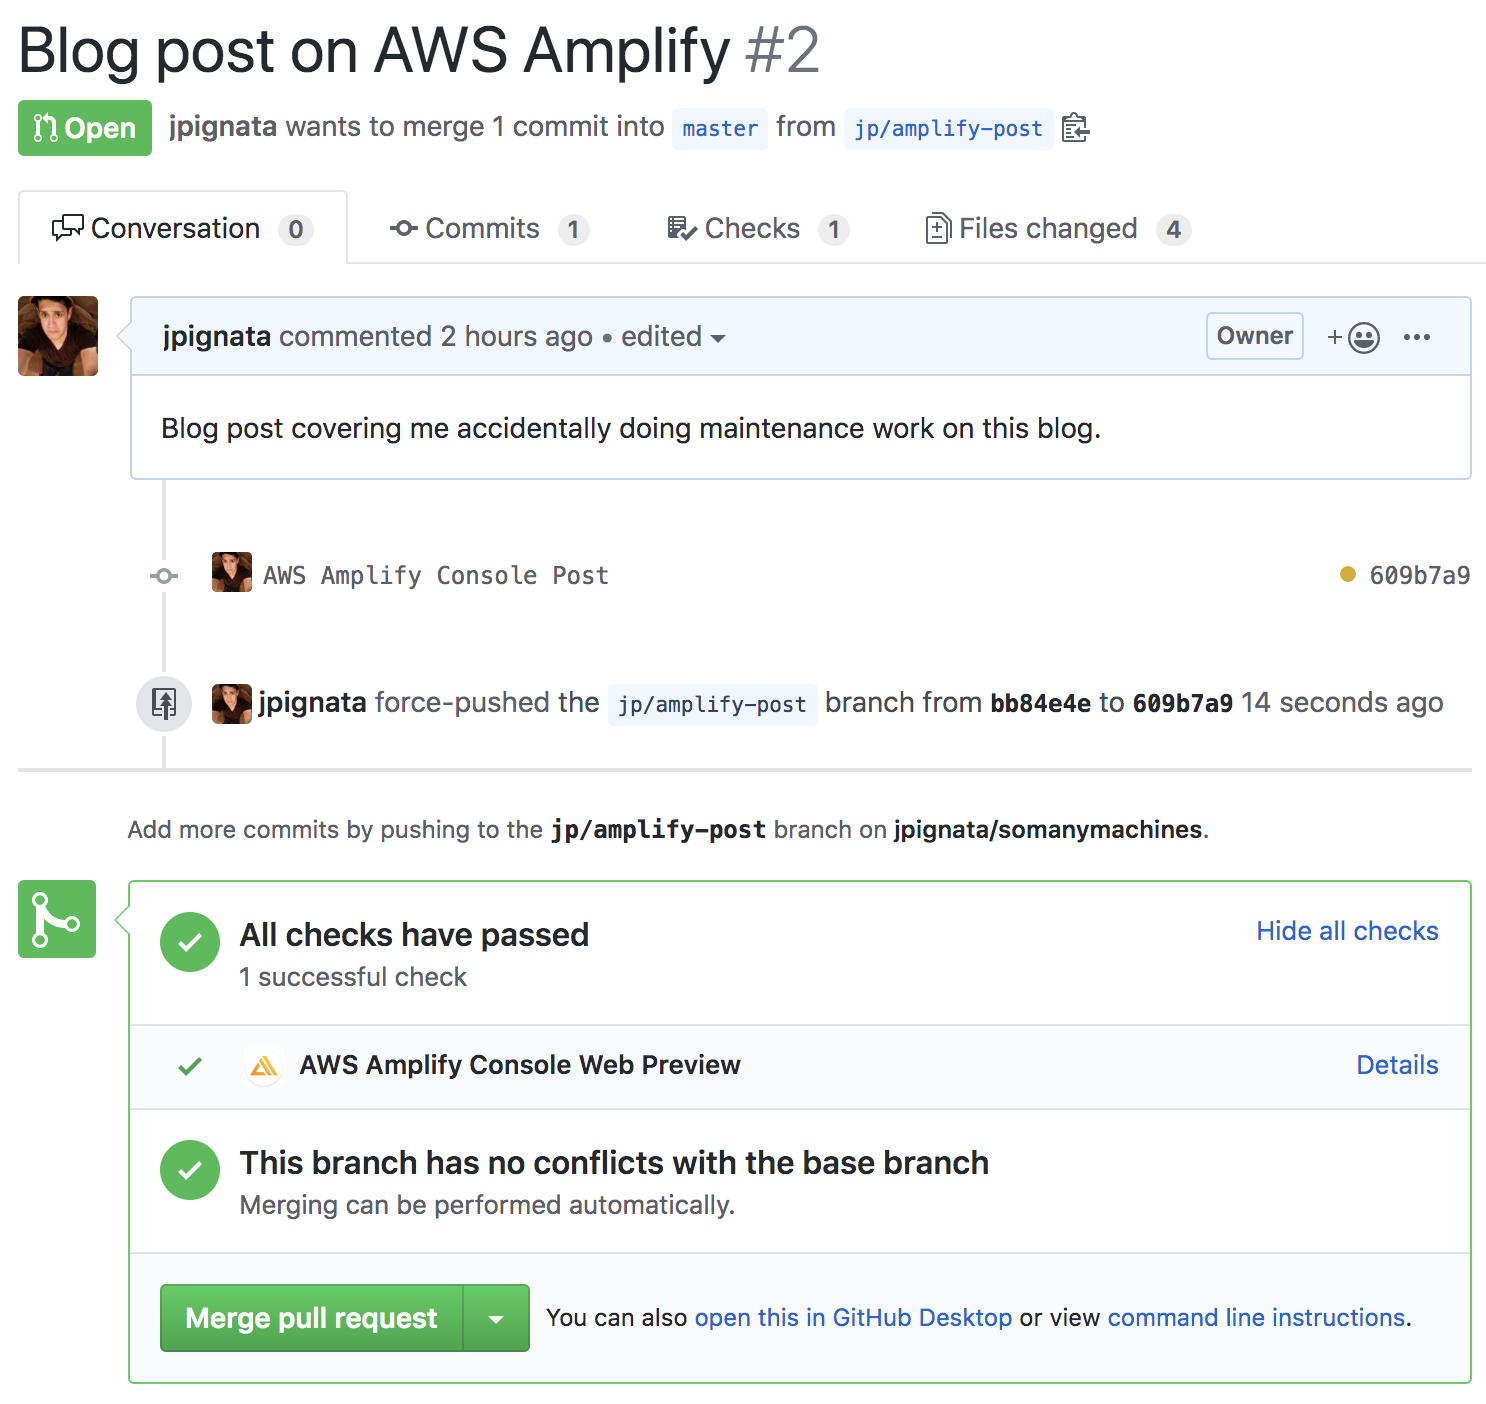 Blog post on AWS Amplify #2
Open jpignata wants to merge 1 commit into master from jp/amplify-post
Conversation 0 Commits 1 Checks 1 Files changed 4
jpignata commented 2 hours ago • edited Owner +
Blog post covering me accidentally doing maintenance work on this blog.
AWS Amplify Console Post 609b7a9
jpignata force-pushed the jp/amplify-post branch from bb84e4e to 609b7a9 14 seconds ago
Add more commits by pushing to the jp/amplify-post branch on jpignata/somanymachines.
All checks have passed Hide all checks
1 successful check
AWS Amplify Console Web Preview Details
This branch has no conflicts with the base branch
Merging can be performed automatically.
Merge pull request You can also open this in GitHub Desktop or view command line instructions.